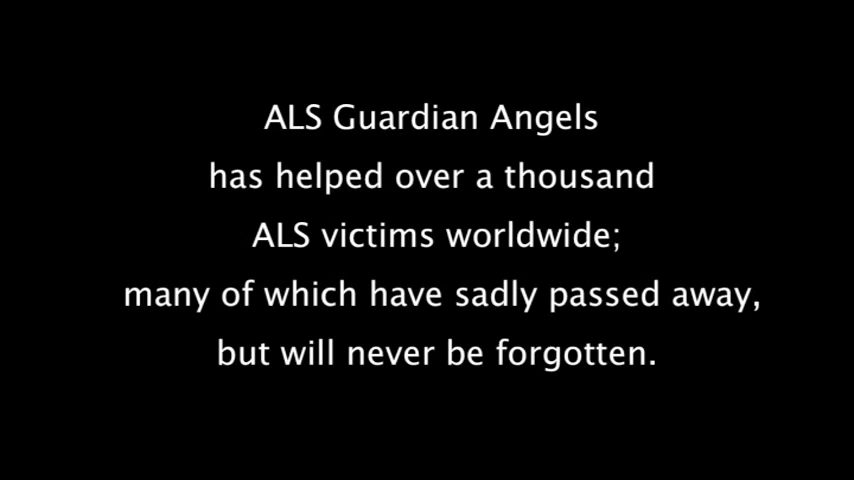 ALS Guardian Angels
has helped over a thousand
ALS victims worldwide;
many of which have sadly passed away,
but will never be forgotten.